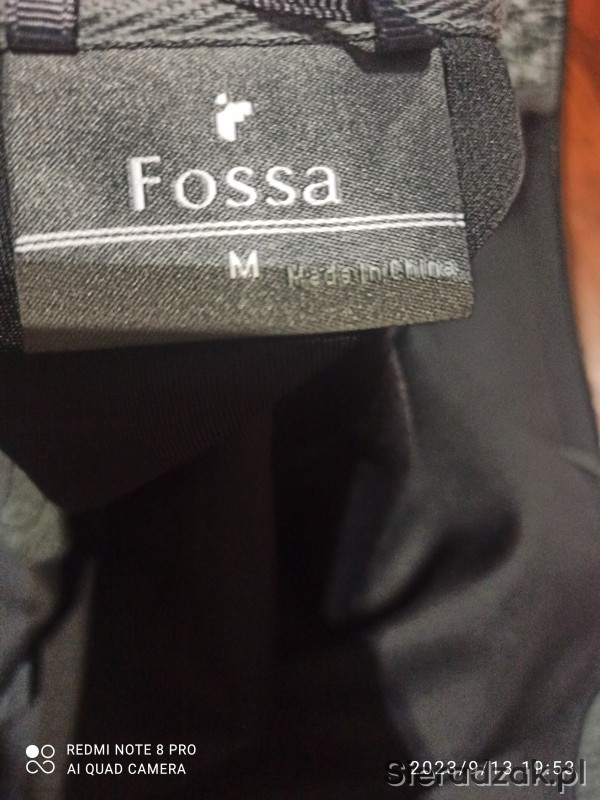 Fossa
M Made In China
REDMI NOTE 8 PRO
AI QUAD CAMERA
2023/9/13 19:53
Sieradzak.pl